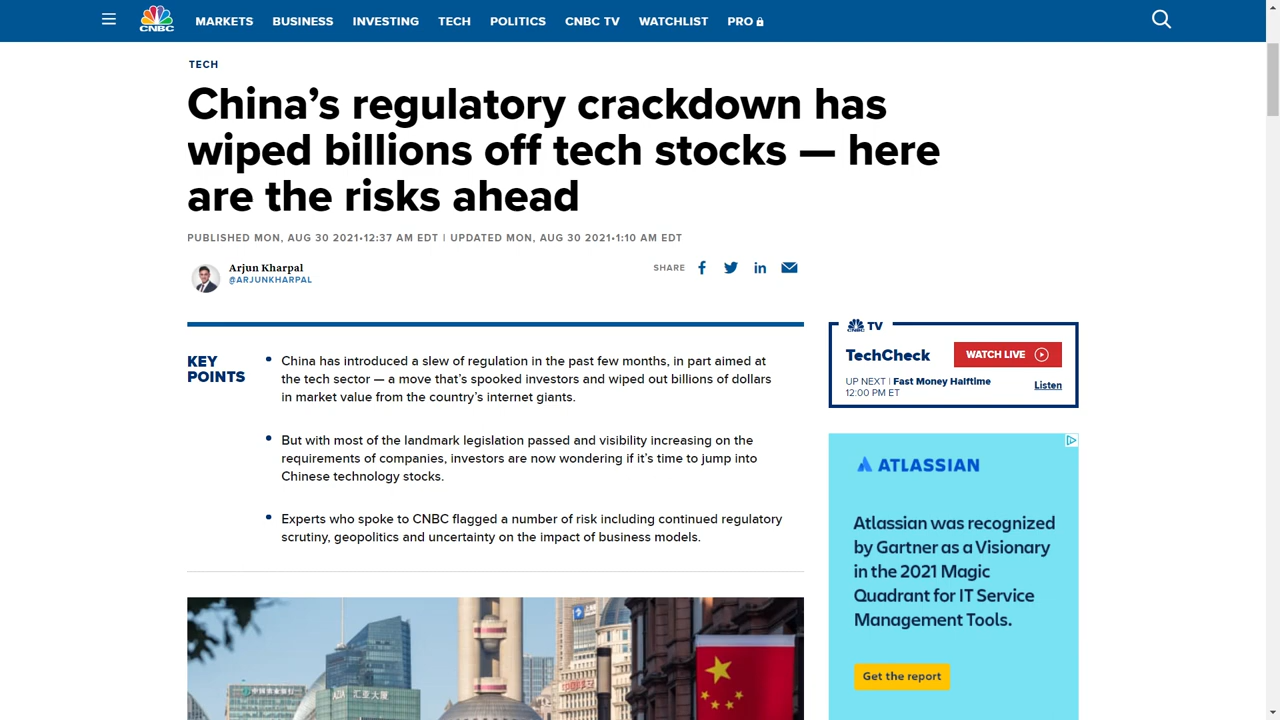 CNBC
MARKETS
BUSINESS
INVESTING
TECH
POLITICS
CNBC TV
WATCHLIST
PRO
TECH
China’s regulatory crackdown has
wiped billions off tech stocks — here
are the risks ahead
PUBLISHED MON, AUG 30 2021•12:37 AM EDT | UPDATED MON, AUG 30 2021•1:10 AM EDT
Arjun Kharpal
@ARJUNKHARPAL
SHARE
KEY
POINTS
• China has introduced a slew of regulation in the past few months, in part aimed at
the tech sector — a move that’s spooked investors and wiped out billions of dollars
in market value from the country’s internet giants.
• But with most of the landmark legislation passed and visibility increasing on the
requirements of companies, investors are now wondering if it’s time to jump into
Chinese technology stocks.
• Experts who spoke to CNBC flagged a number of risk including continued regulatory
scrutiny, geopolitics and uncertainty on the impact of business models.
CNBC TV
TechCheck
WATCH LIVE
UP NEXT | Fast Money Halftime
12:00 PM ET
Listen
ATLASSIAN
Atlassian was recognized
by Gartner as a Visionary
in the 2021 Magic
Quadrant for IT Service
Management Tools.
Get the report